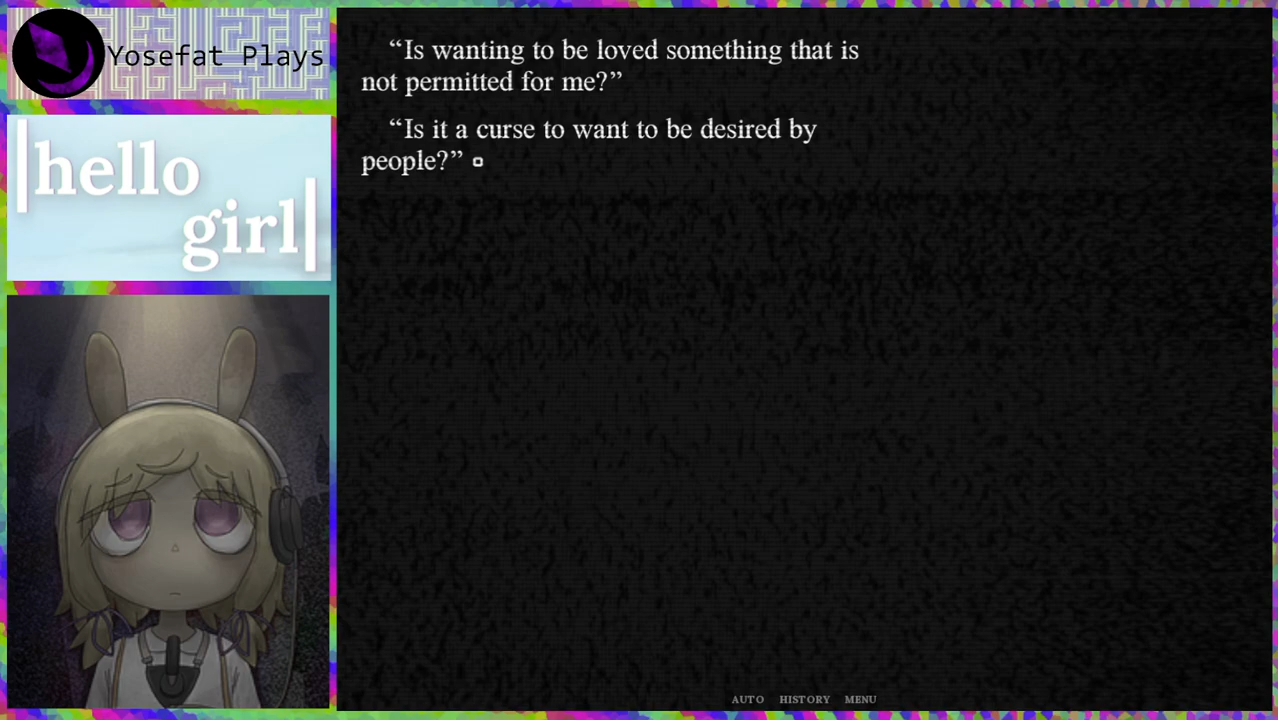 Yosefat Plays
hello
girl
“Is wanting to be loved something that is
not permitted for me?”
“Is it a curse to want to be desired by
people?”
AUTO HISTORY MENU